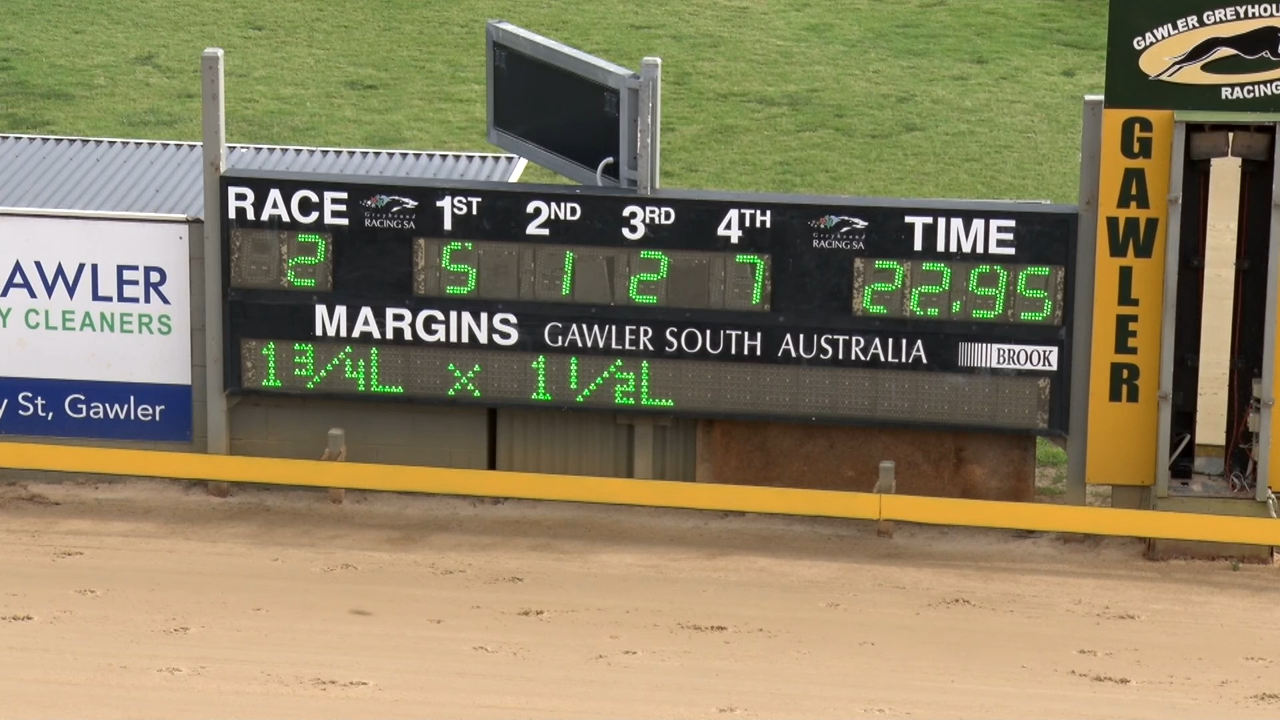 GAWLER GREYHOU
RACING
GAWLER
RACE 1ST 2ND 3RD 4TH TIME
Greyhound
RACING SA
Greyhound
RACING SA
2 5 1 2 7 22.95
MARGINS GAWLER SOUTH AUSTRALIA BROOK
1 3/4L x 1 1/2L
AWLER
Y CLEANERS
y St, Gawler